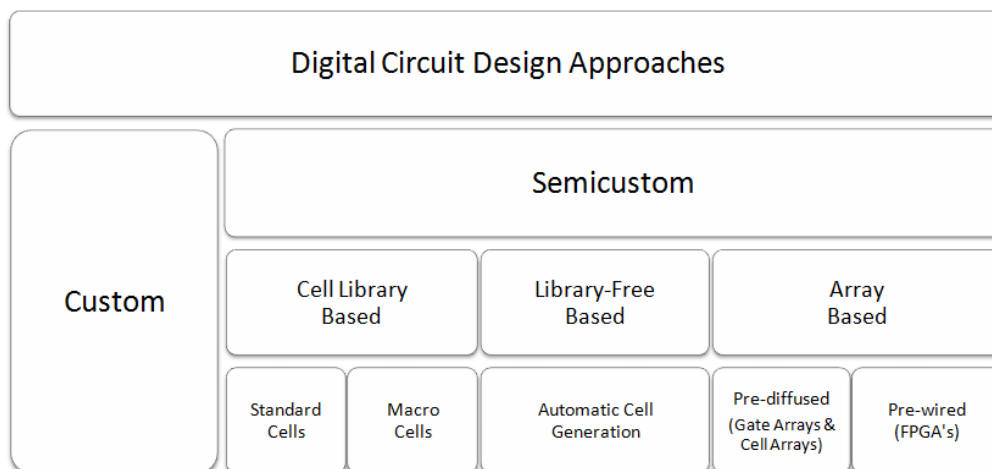 Digital Circuit Design Approaches
Custom
Semicustom
Cell Library
Based
Library-Free
Based
Array
Based
Standard
Cells
Macro
Cells
Automatic Cell
Generation
Pre-diffused
(Gate Arrays &
Cell Arrays)
Pre-wired
(FPGA's)